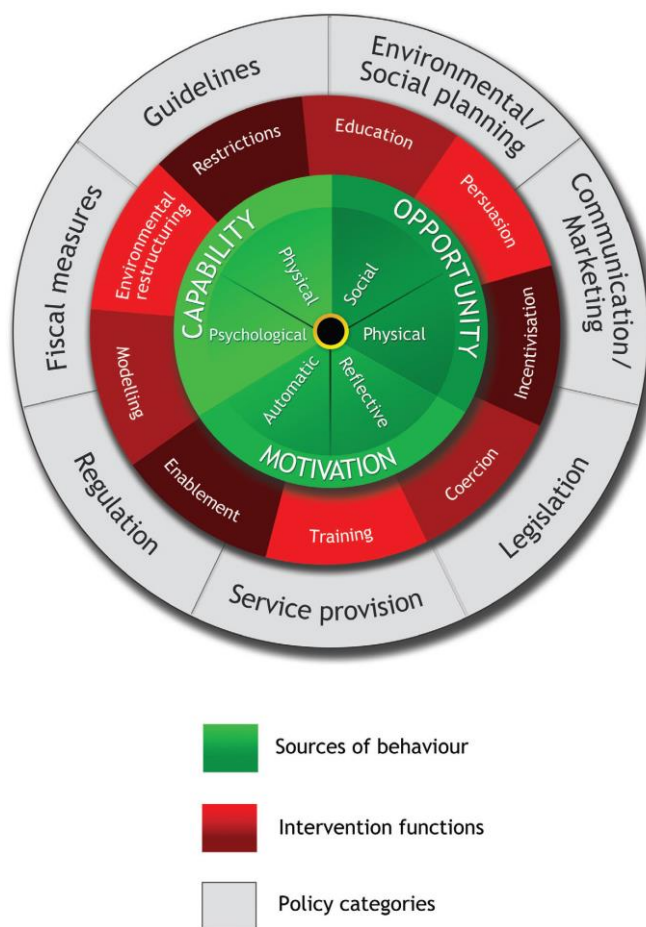 Environmental/
Social planning
Guidelines
Communication/
Marketing
Fiscal measures
Legislation
Regulation
Service provision
Education
Restrictions
Persuasion
Environmental
restructuring
Incentivisation
Modelling
Coercion
Enablement
Training
CAPABILITY
OPPORTUNITY
MOTIVATION
Physical
Social
Psychological
Physical
Automatic
Reflective
Sources of behaviour
Intervention functions
Policy categories